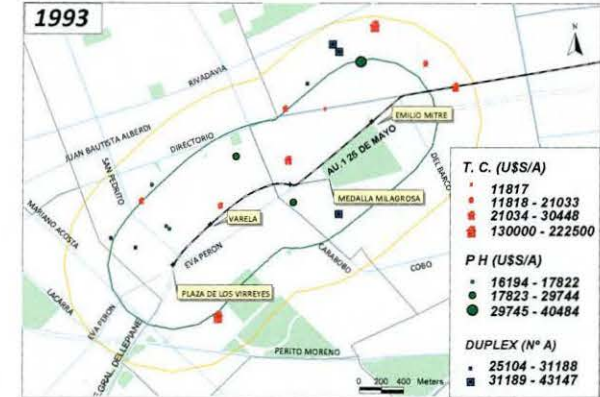 1993
N
RIVADAVIA
JUAN BAUTISTA ALBERDI
DIRECTORIO
SAN PEDRITO
MARIANO ACOSTA
LACARRA
EVA PERON
GRAL. DELLEPIANE
EMILIO MITRE
AU. 1 25 DE MAYO
DEL BARCO
MEDALLA MILAGROSA
VARELA
EVA PERON
CARABOBO
COBO
PLAZA DE LOS VIRREYES
PERITO MORENO
0 200 400 Meters
T. C. (U$S/A)
11817
11818 - 21033
21034 - 30448
130000 - 222500
P H (U$S/A)
16194 - 17822
17823 - 29744
29745 - 40484
DUPLEX (Nº A)
25104 - 31188
31189 - 43147